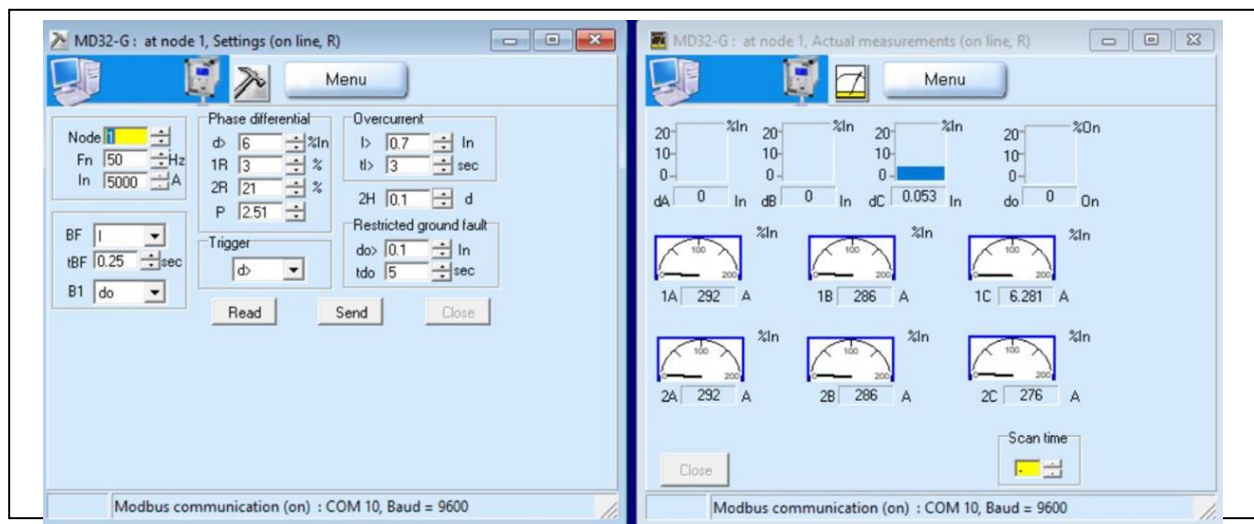 MD32-G : at node 1, Settings (on line, R)
Menu
Node 1
Fn 50 Hz
In 5000 A
BF I
tBF 0.25 sec
B1 do
Phase differential
d> 6 %In
1R 3 %
2R 21 %
P 2.51
Trigger
d>
Overcurrent
I> 0.7 In
tI> 3 sec
2H 0.1 d
Restricted ground fault
do> 0.1 In
tdo 5 sec
Read Send Close
Modbus communication (on) : COM 10, Baud = 9600
MD32-G : at node 1, Actual measurements (on line, R)
Menu
20 %In 20 %In 20 %In 20 %On
10 10 10 10
0 0 0 0
dA 0 In dB 0 In dC 0.053 In do 0 On
%In %In %In
0 100 200 0 100 200 0 100 200
1A 292 A 1B 286 A 1C 6.281 A
%In %In %In
0 100 200 0 100 200 0 100 200
2A 292 A 2B 286 A 2C 276 A
Scan time
-
Close
Modbus communication (on) : COM 10, Baud = 9600